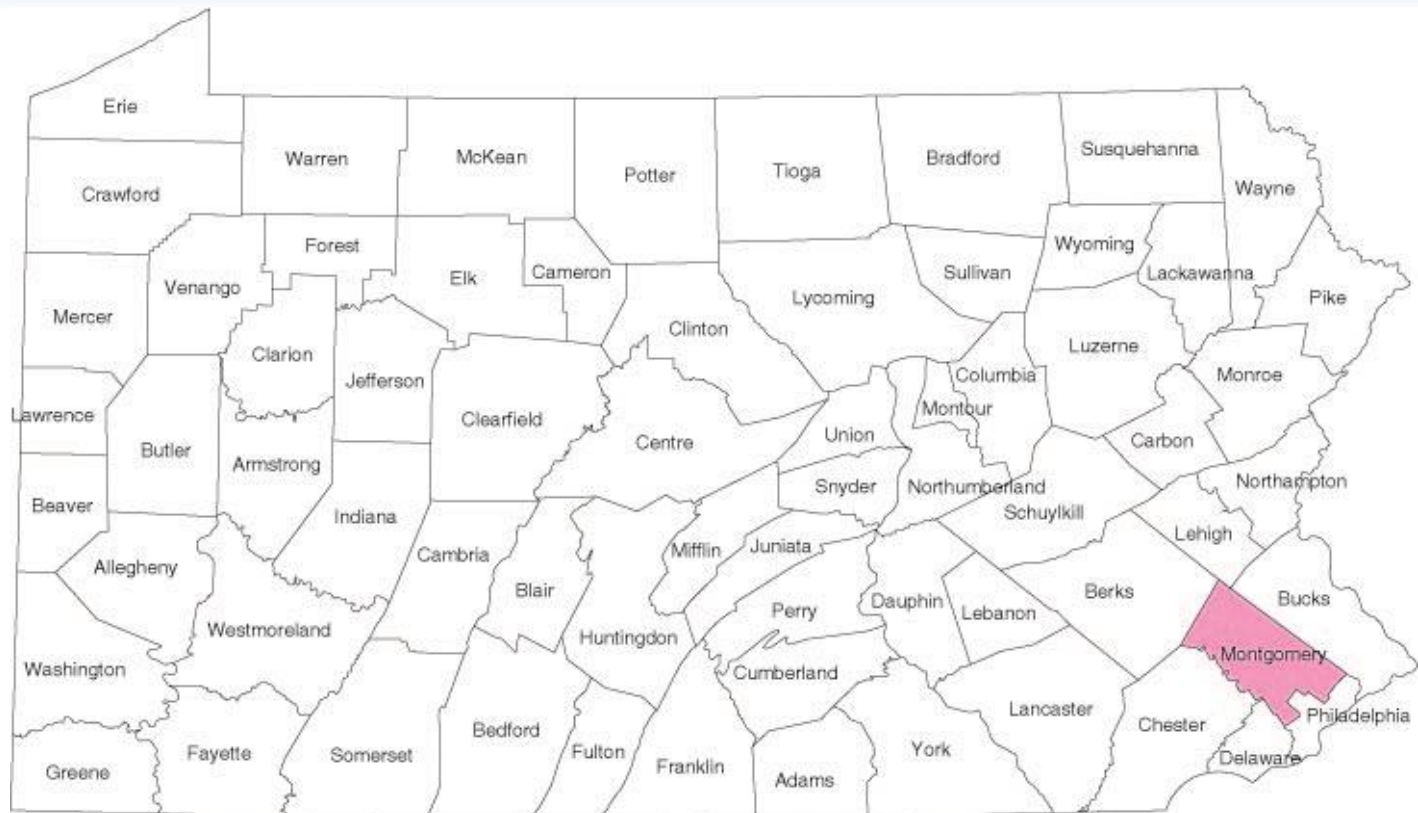 Erie
Warren
McKean
Potter
Tioga
Bradford
Susquehanna
Wayne
Crawford
Forest
Venango
Elk
Cameron
Mercer
Clarion
Jefferson
Clinton
Lycoming
Sullivan
Wyoming
Lackawanna
Pike
Luzerne
Columbia
Monroe
Lawrence
Butler
Armstrong
Clearfield
Centre
Union
Montour
Carbon
Beaver
Indiana
Snyder
Northumberland
Schuylkill
Northampton
Lehigh
Allegheny
Cambria
Blair
Mifflin
Juniata
Westmoreland
Huntingdon
Perry
Dauphin
Lebanon
Berks
Bucks
Washington
Cumberland
Montgomery
Greene
Fayette
Somerset
Bedford
Fulton
Franklin
Adams
York
Lancaster
Chester
Delaware
Philadelphia